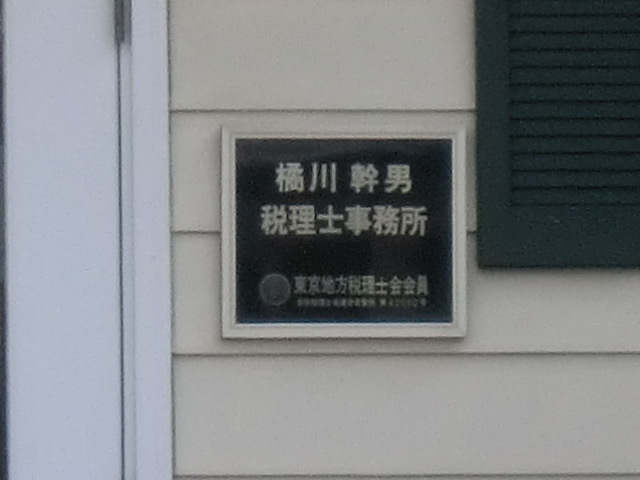 橘川 幹男
税理士事務所
東京地方税理士会会員